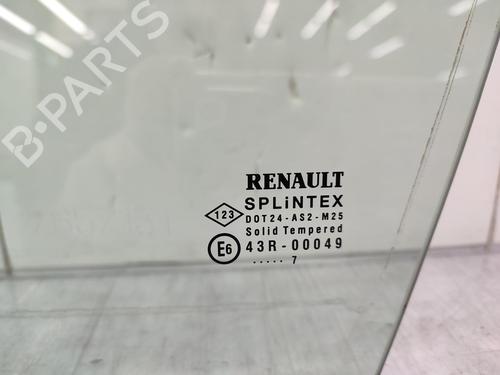 B-PARTS
RENAULT
SPLiNTEX
123 DOT24-AS2-M25
Solid Tempered
E6 43R-00049
..... 7